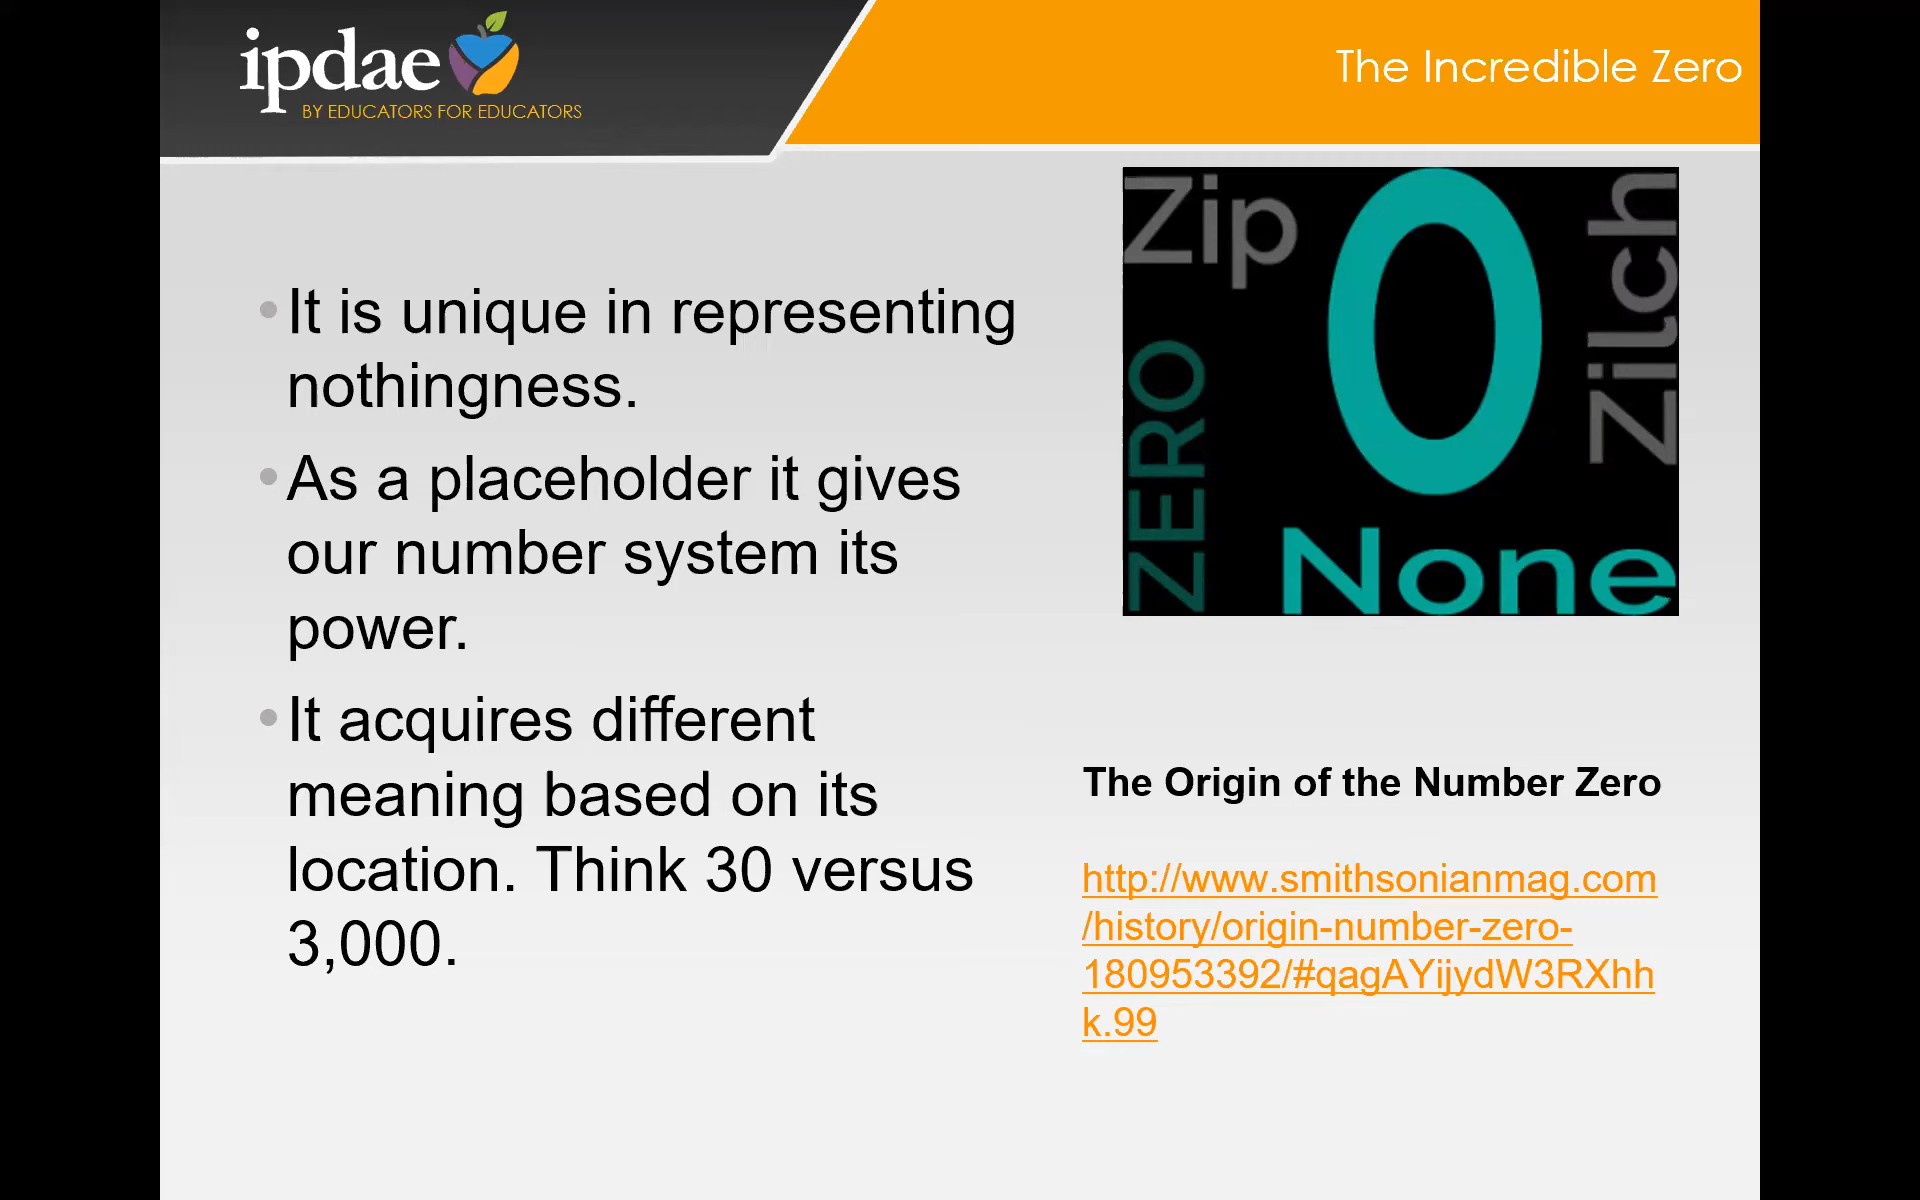 ipdae
BY EDUCATORS FOR EDUCATORS
The Incredible Zero
•It is unique in representing
nothingness.
•As a placeholder it gives
our number system its
power.
•It acquires different
meaning based on its
location. Think 30 versus
3,000.
Zip
0
Zilch
ZERO
None
The Origin of the Number Zero
http://www.smithsonianmag.com
/history/origin-number-zero-
180953392/#qagAYijydW3RXhh
k.99